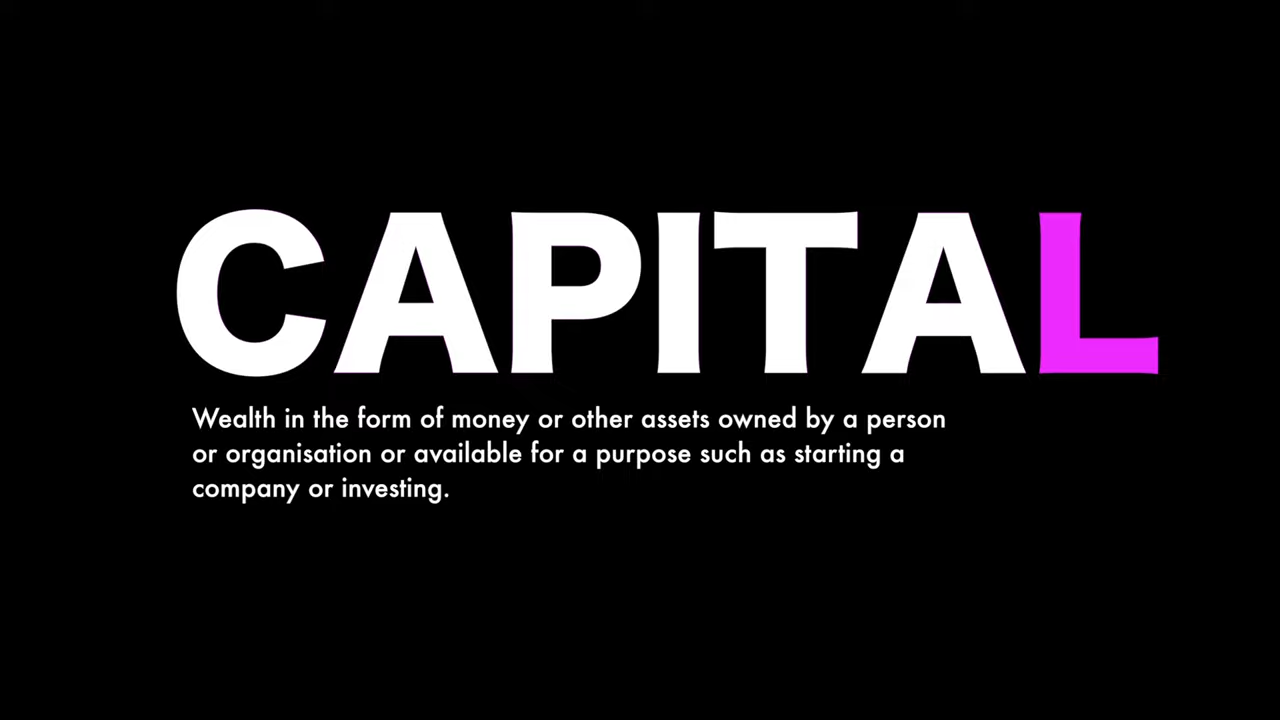 CAPITAL
Wealth in the form of money or other assets owned by a person
or organisation or available for a purpose such as starting a
company or investing.